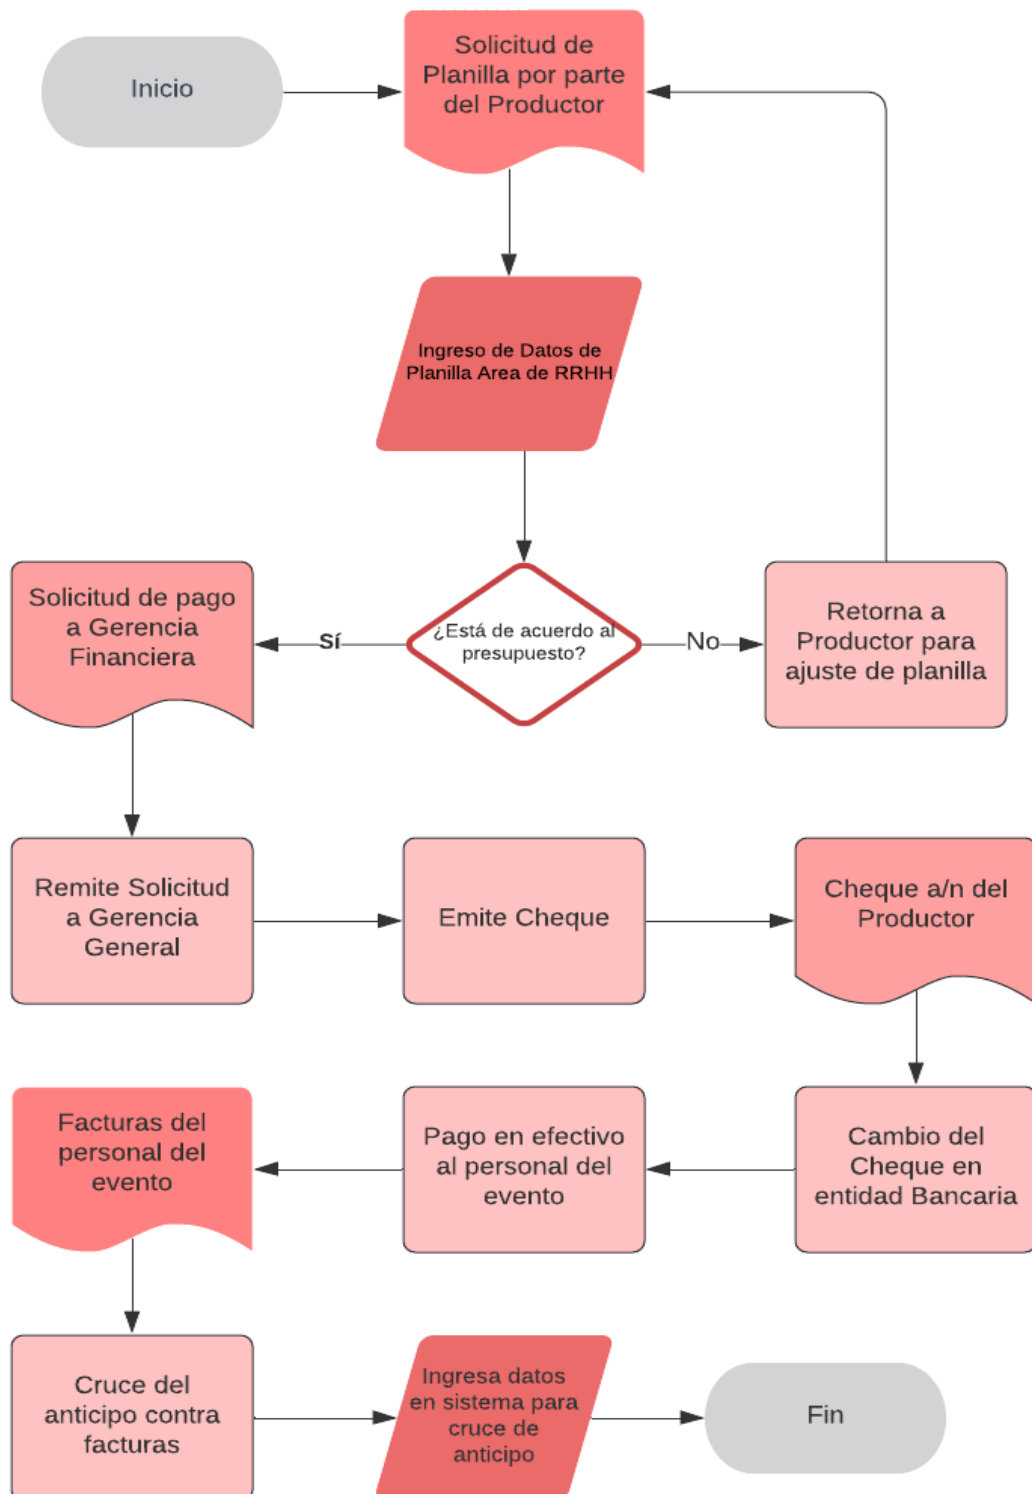 Inicio
Solicitud de
Planilla por parte
del Productor
Ingreso de Datos de
Planilla Area de RRHH
Solicitud de pago
a Gerencia
Financiera
Sí
¿Está de acuerdo al
presupuesto?
No
Retorna a
Productor para
ajuste de planilla
Remite Solicitud
a Gerencia
General
Emite Cheque
Cheque a/n del
Productor
Facturas del
personal del
evento
Pago en efectivo
al personal del
evento
Cambio del
Cheque en
entidad Bancaria
Cruce del
anticipo contra
facturas
Ingresa datos
en sistema para
cruce de
anticipo
Fin